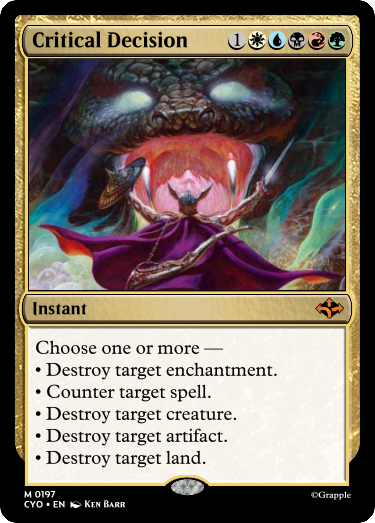 Critical Decision 1
Instant
Choose one or more —
• Destroy target enchantment.
• Counter target spell.
• Destroy target creature.
• Destroy target artifact.
• Destroy target land.
M 0197
CYO • EN Ken Barr
©Grapple